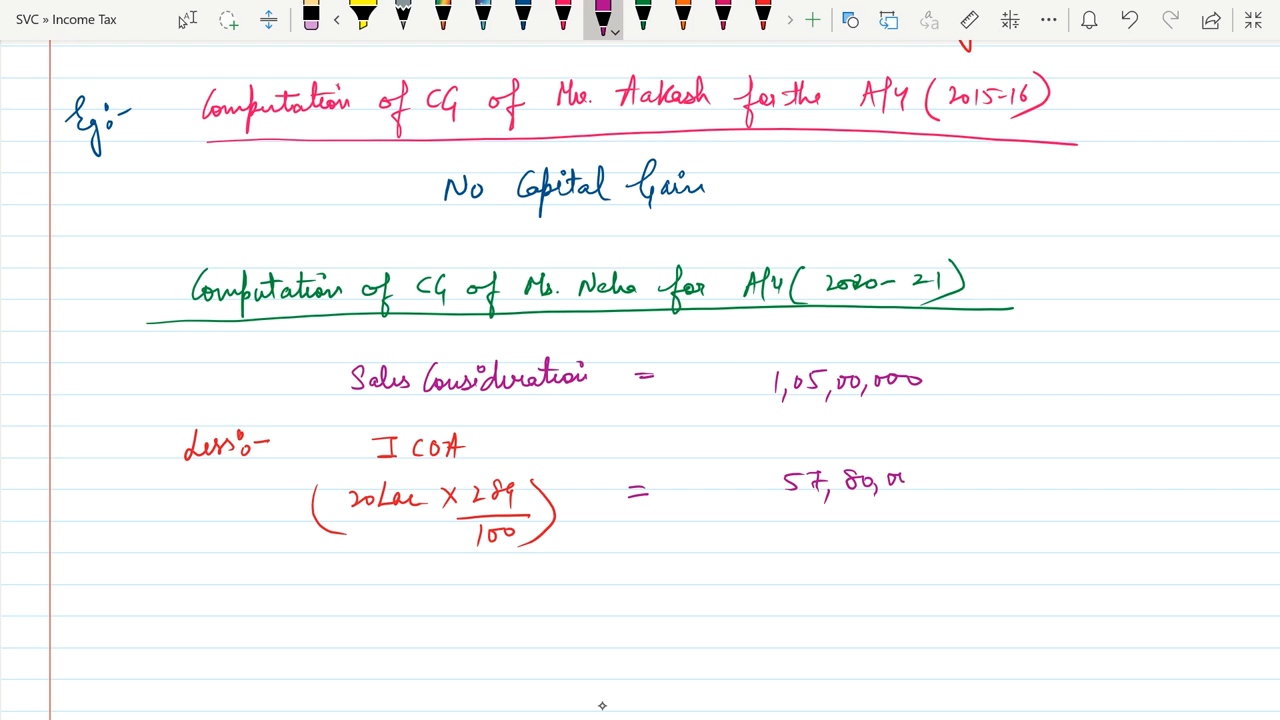 SVC » Income Tax
Eg:- Computation of CG of Mr. Aakash for the A/Y (2015-16)
No Capital Gain
Computation of CG of Ms. Neha for A/Y (2020-21)
Sales Consideration = 1,05,00,000
Less:- ICOA
(20Lac × 289/100) = 57,80,00